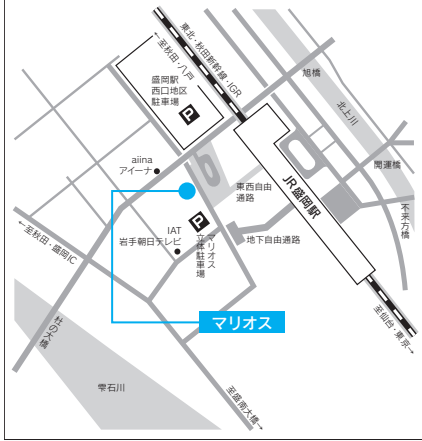 東北・秋田新幹線・IGR
←至秋田・八戸
盛岡駅
西口地区
駐車場
P
旭橋
北上川
開運橋
不来方橋
JR盛岡駅
aiina
アイーナ
東西自由
通路
P
マリオス
立体駐車場
IAT
岩手朝日テレビ
地下自由通路
←至秋田・盛岡IC
杜の大橋
マリオス
至仙台・東京→
雫石川
至盛南大橋→